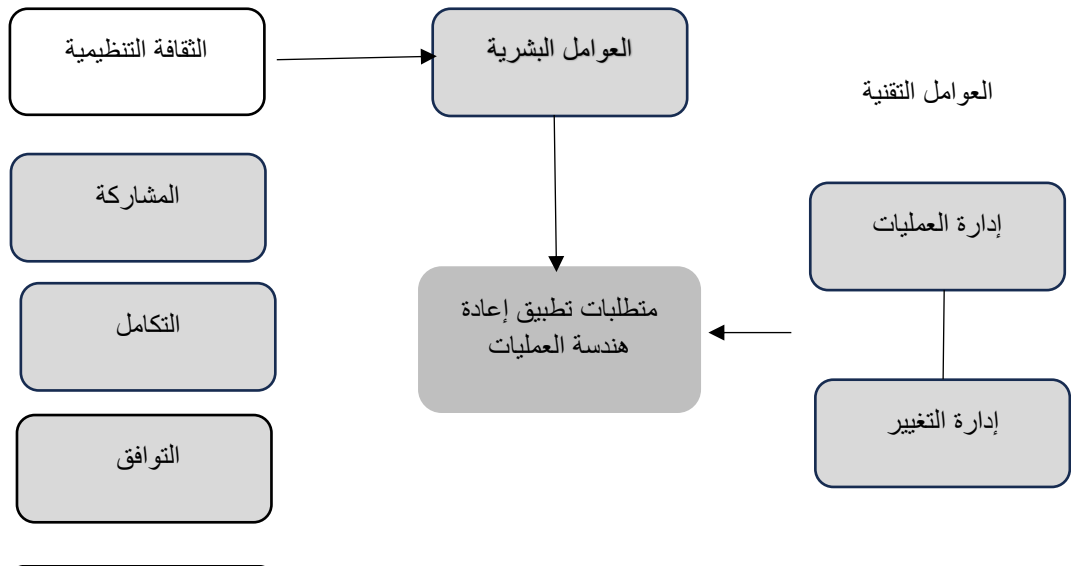 العوامل البشرية
الثقافة التنظيمية
العوامل التقنية
المشاركة
إدارة العمليات
متطلبات تطبيق إعادة
هندسة العمليات
التكامل
إدارة التغيير
التوافق